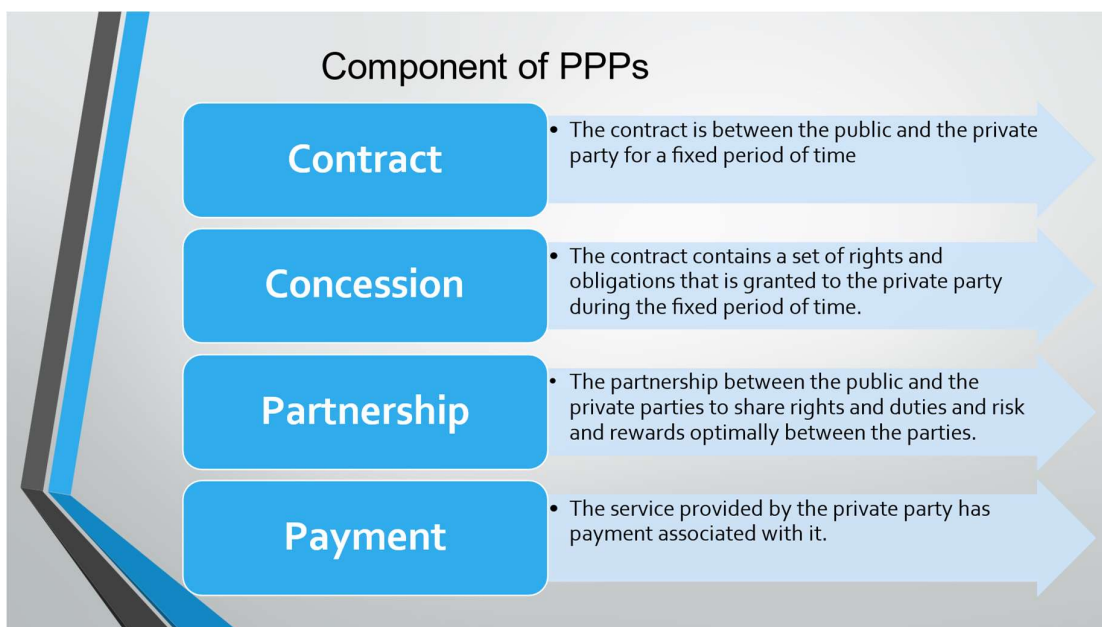 Component of PPPs
Contract
• The contract is between the public and the private
party for a fixed period of time
Concession
• The contract contains a set of rights and
obligations that is granted to the private party
during the fixed period of time.
Partnership
• The partnership between the public and the
private parties to share rights and duties and risk
and rewards optimally between the parties.
Payment
• The service provided by the private party has
payment associated with it.